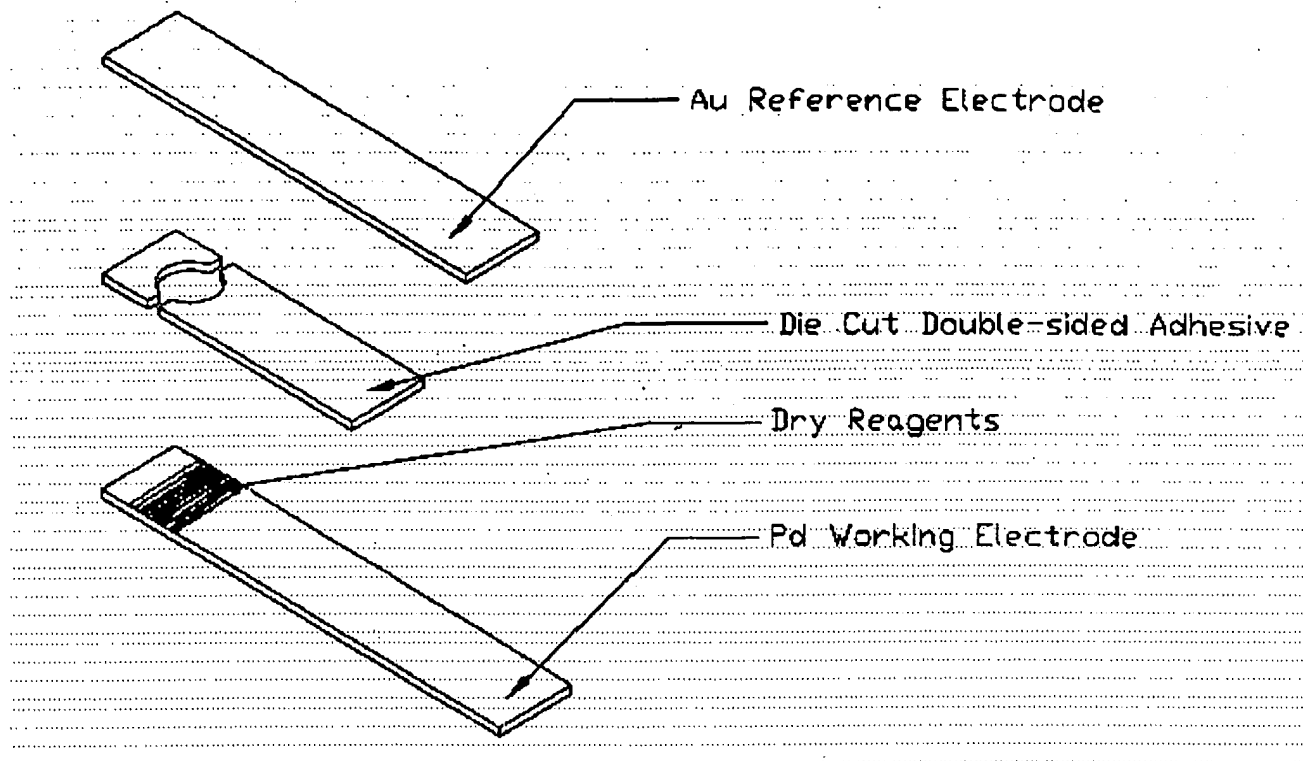 Au Reference Electrode
Die Cut Double-sided Adhesive
Dry Reagents
Pd Working Electrode